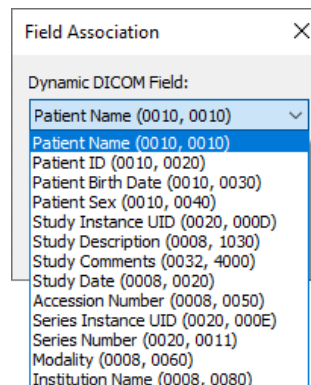 Field Association
Dynamic DICOM Field:
Patient Name (0010, 0010)
Patient Name (0010, 0010)
Patient ID (0010, 0020)
Patient Birth Date (0010, 0030)
Patient Sex (0010, 0040)
Study Instance UID (0020, 000D)
Study Description (0008, 1030)
Study Comments (0032, 4000)
Study Date (0008, 0020)
Accession Number (0008, 0050)
Series Instance UID (0020, 000E)
Series Number (0020, 0011)
Modality (0008, 0060)
Institution Name (0008, 0080)